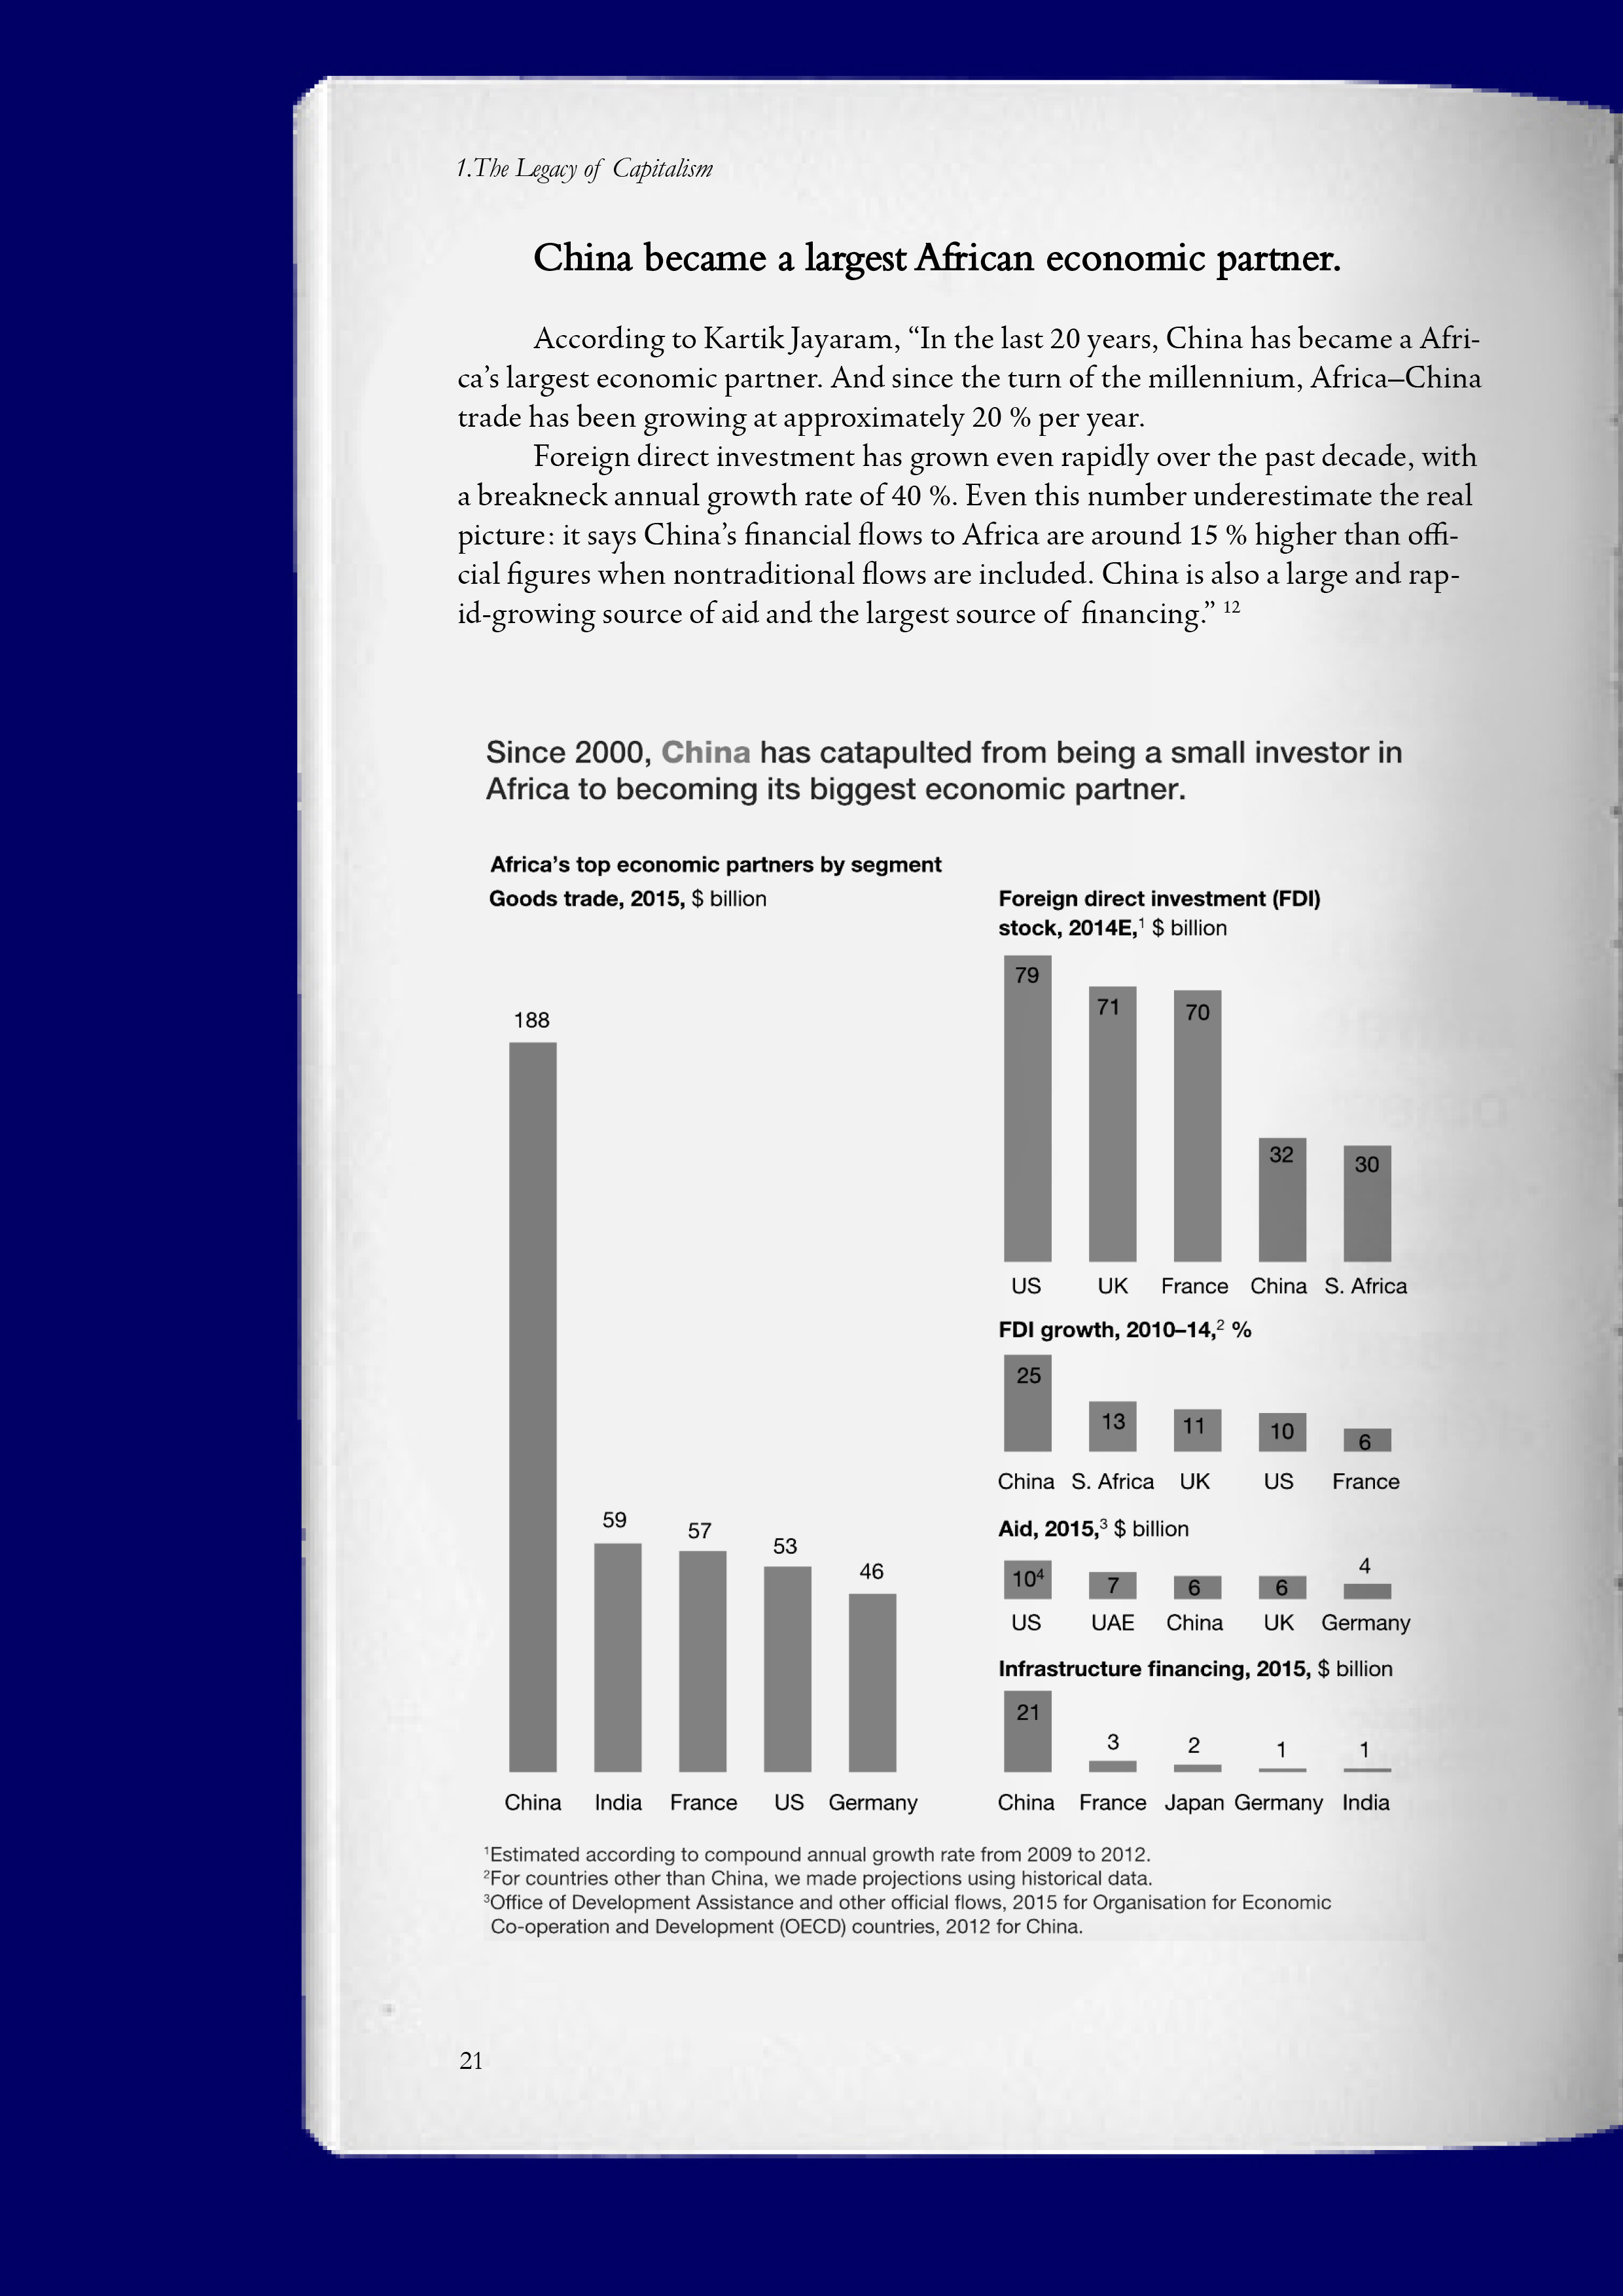 1.The Legacy of Capitalism
China became a largest African economic partner.
According to Kartik Jayaram, “In the last 20 years, China has became a Afri-
ca’s largest economic partner. And since the turn of the millennium, Africa–China
trade has been growing at approximately 20 % per year.
Foreign direct investment has grown even rapidly over the past decade, with
a breakneck annual growth rate of 40 %. Even this number underestimate the real
picture: it says China’s financial flows to Africa are around 15 % higher than offi-
cial figures when nontraditional flows are included. China is also a large and rap-
id-growing source of aid and the largest source of financing.” 12
Since 2000, China has catapulted from being a small investor in
Africa to becoming its biggest economic partner.
Africa’s top economic partners by segment
Goods trade, 2015, $ billion
188
59
57
53
46
China India France US Germany
Foreign direct investment (FDI)
stock, 2014E,1 $ billion
79
71
70
32
30
US UK France China S. Africa
FDI growth, 2010–14,2 %
25
13
11
10
6
China S. Africa UK US France
Aid, 2015,3 $ billion
104
7
6
6
4
US UAE China UK Germany
Infrastructure financing, 2015, $ billion
21
3
2
1
1
China France Japan Germany India
1Estimated according to compound annual growth rate from 2009 to 2012.
2For countries other than China, we made projections using historical data.
3Office of Development Assistance and other official flows, 2015 for Organisation for Economic
Co-operation and Development (OECD) countries, 2012 for China.
21